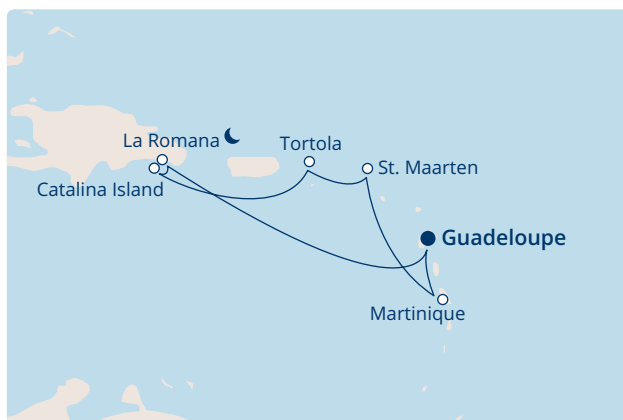 La Romana
Tortola
Catalina Island
St. Maarten
Guadeloupe
Martinique